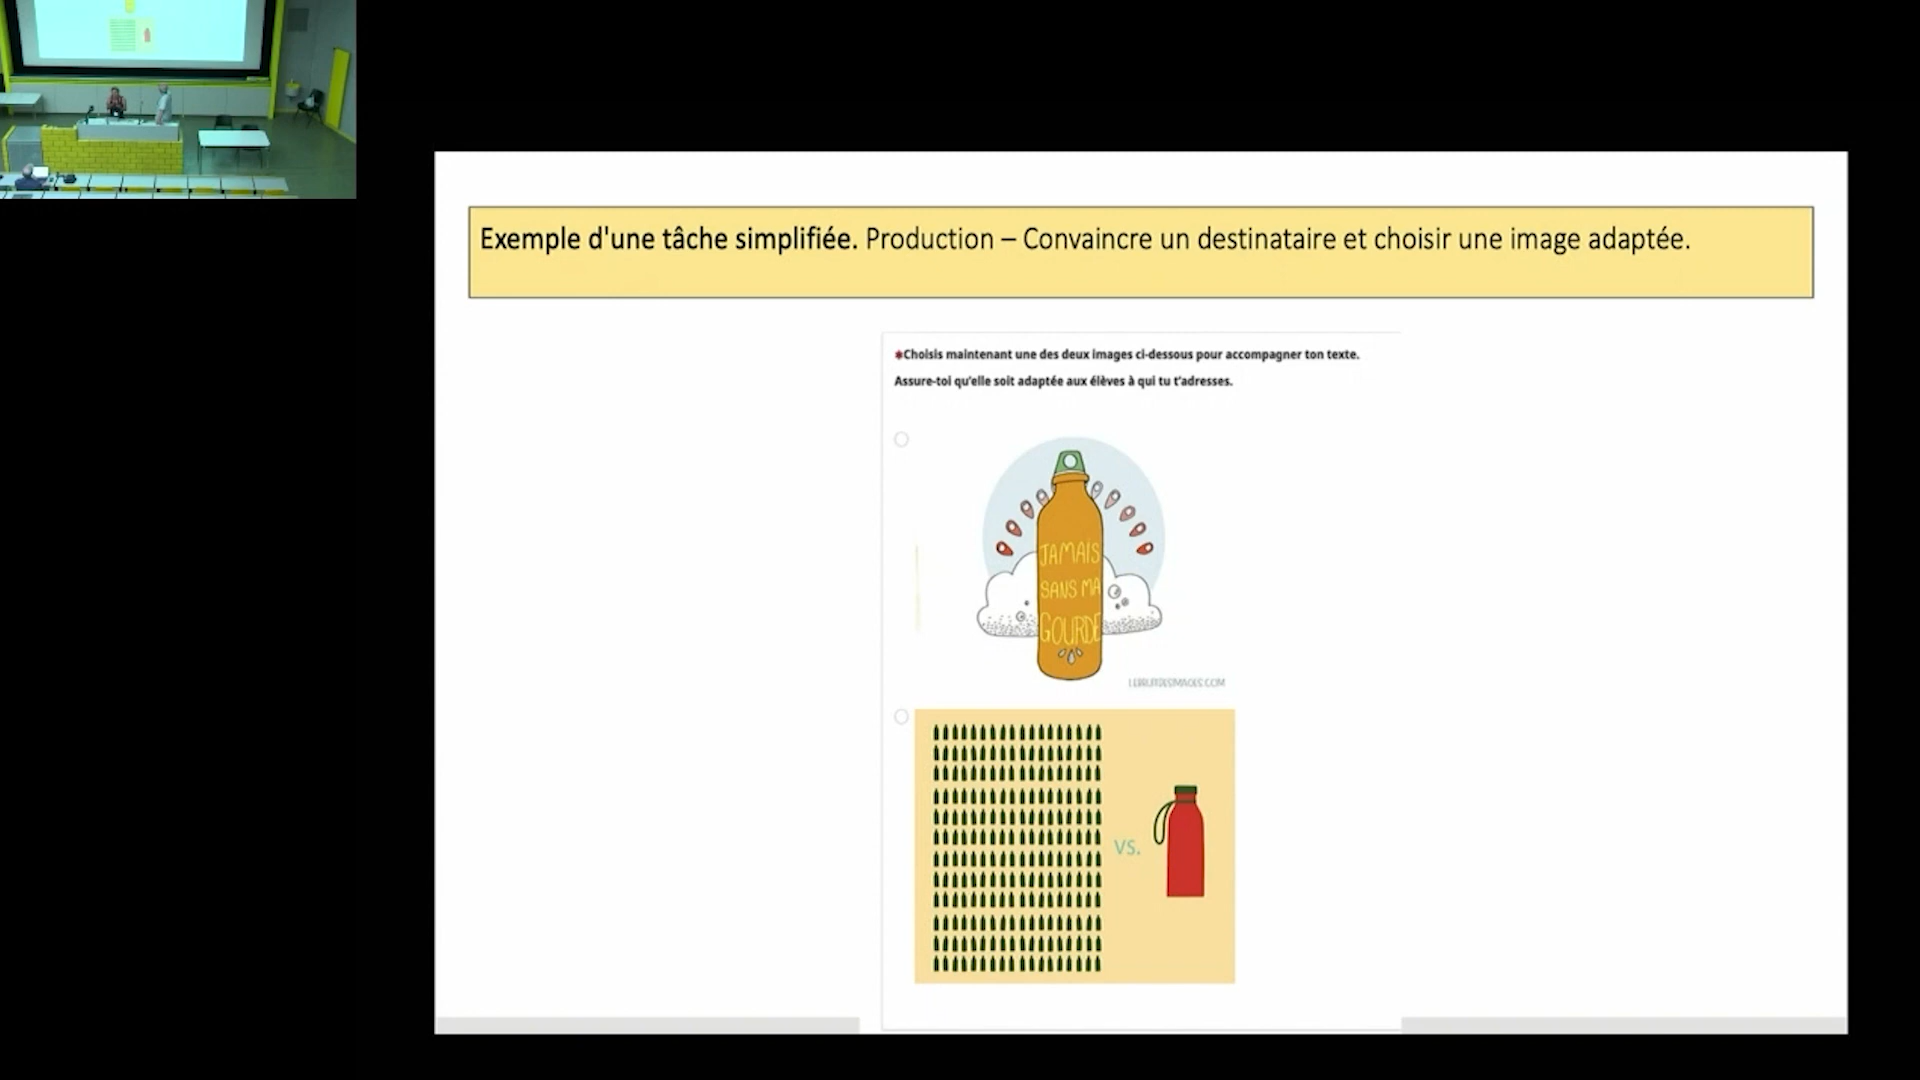 Exemple d'une tâche simplifiée. Production – Convaincre un destinataire et choisir une image adaptée.
*Choisis maintenant une des deux images ci-dessous pour accompagner ton texte.
Assure-toi qu'elle soit adaptée aux élèves à qui tu t'adresses.
JAMAIS
SANS MA
GOURDE
LEBRUITDESIMAGES.COM
VS.